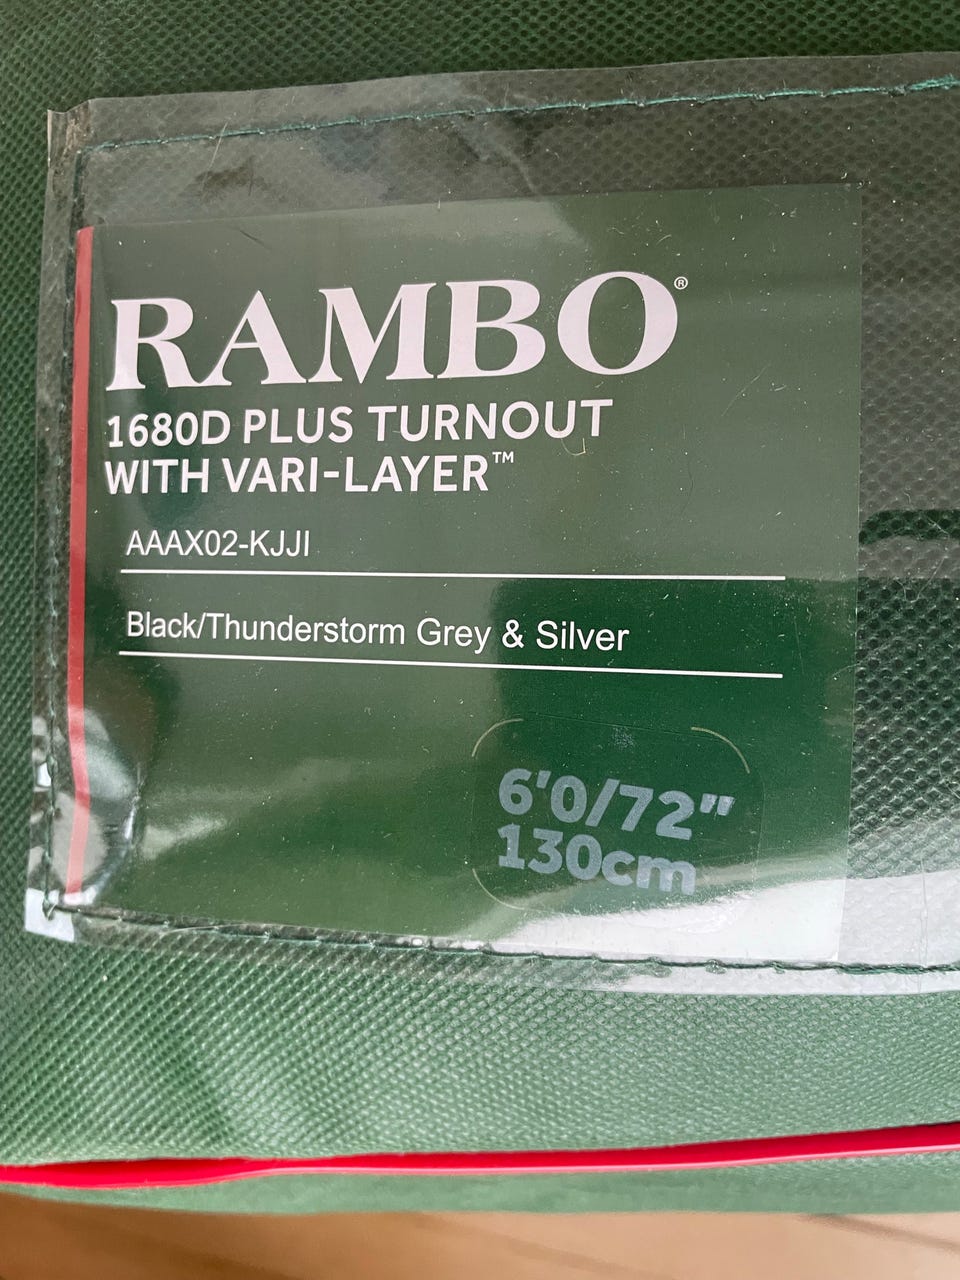 RAMBO®
1680D PLUS TURNOUT
WITH VARI-LAYER™
AAAX02-KJJI
Black/Thunderstorm Grey & Silver
6'0/72"
130cm